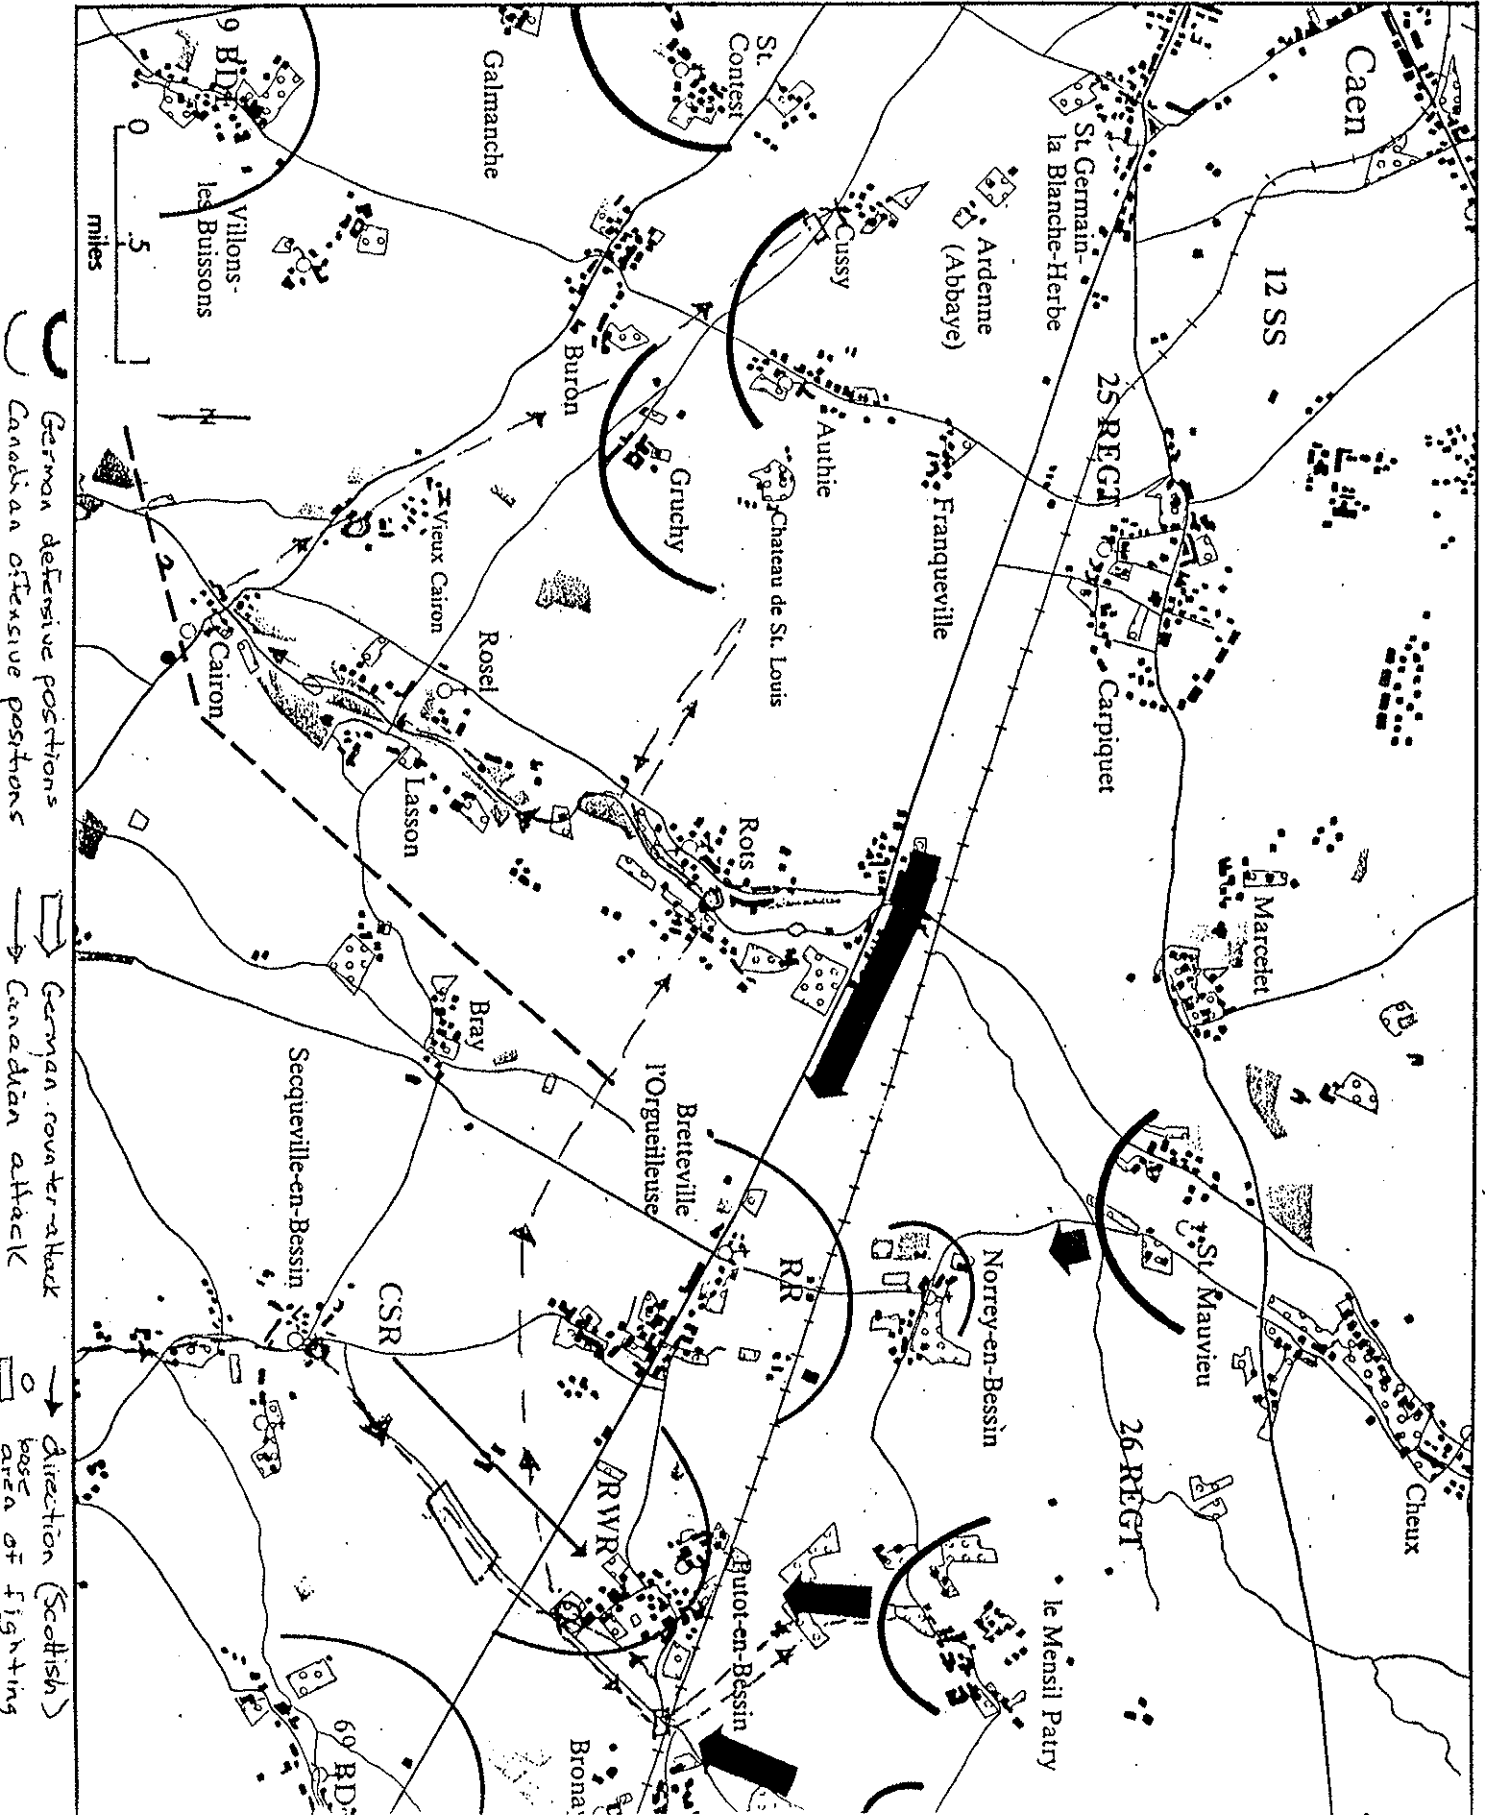 Caen
12 SS
St. Germain-
la Blanche-Herbe
Ardenne
(Abbaye)
Cussy
St.
Contest
Galmanche
9 BDE
Villons-
les Buissons
Buron
Authie
Gruchy
Chateau de St. Louis
Franqueville
25 REGT
Carpiquet
Vieux Cairon
Cairon
Rosel
Lasson
Rots
Marcelet
Bray
Secqueville-en-Bessin
Bretteville
l'Orgueilleuse
RR
CSR
Norrey-en-Bessin
St. Mauvieu
Cheux
26 REGT
RWR
Putot-en-Bessin
le Mensil Patry
69 BD
Bronay
2
0 .5 1
miles
N
German defensive positions
Canadian offensive positions
German counter-attack
Canadian attack
direction (Scottish)
base
area of fighting